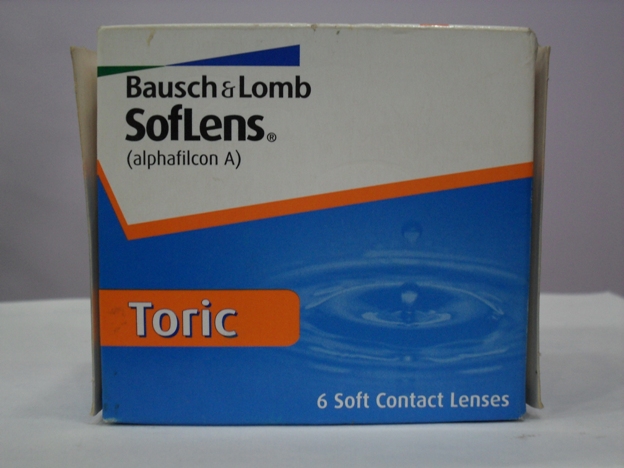 Bausch & Lomb
SofLens®
(alphafilcon A)
Toric
6 Soft Contact Lenses